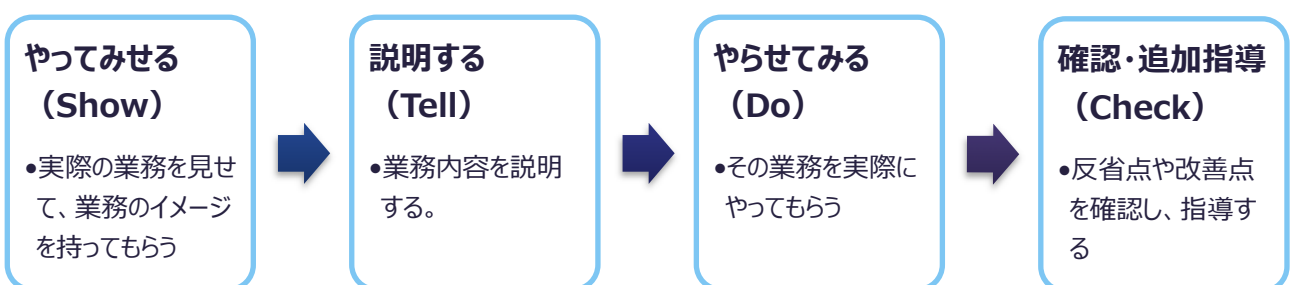 やってみせる
（Show）
•実際の業務を見せ
て、業務のイメージ
を持ってもらう
説明する
（Tell）
•業務内容を説明
する。
やらせてみる
（Do）
•その業務を実際に
やってもらう
確認・追加指導
（Check）
•反省点や改善点
を確認し、指導す
る